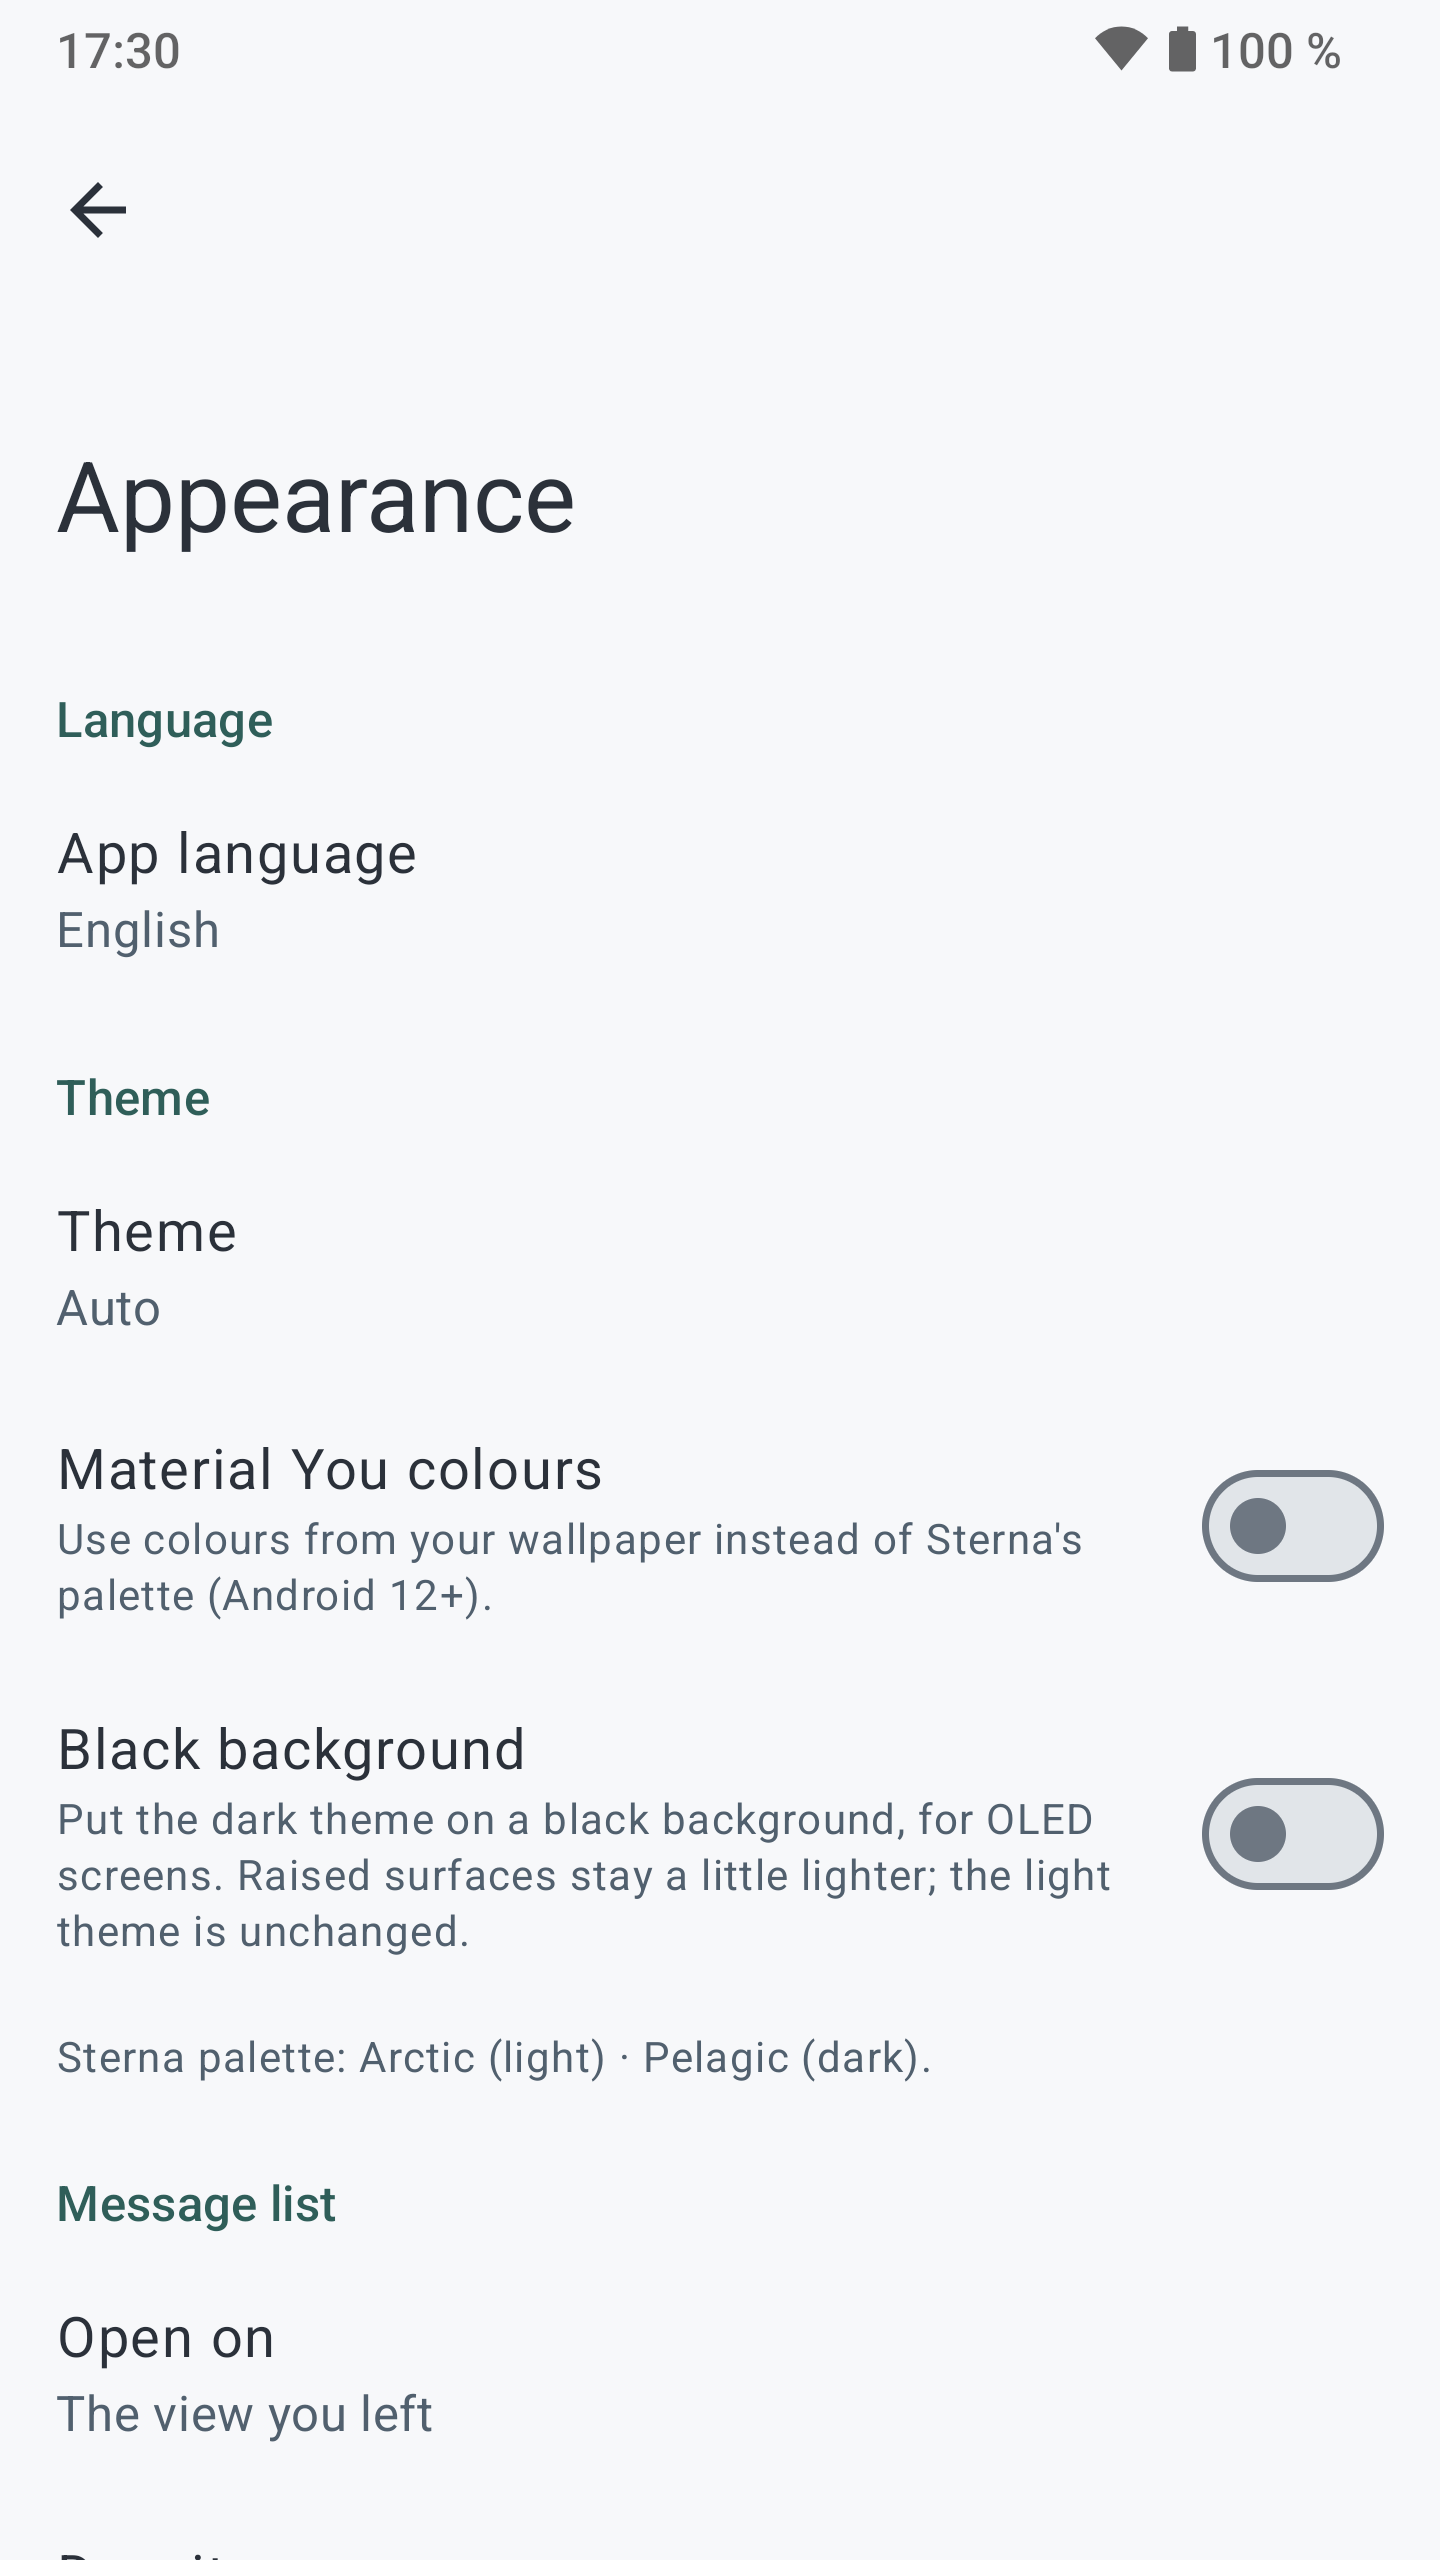 17:30
100 %
Appearance
Language
App language
English
Theme
Theme
Auto
Material You colours
Use colours from your wallpaper instead of Sterna's
palette (Android 12+).
Black background
Put the dark theme on a black background, for OLED
screens. Raised surfaces stay a little lighter; the light
theme is unchanged.
Sterna palette: Arctic (light) · Pelagic (dark).
Message list
Open on
The view you left